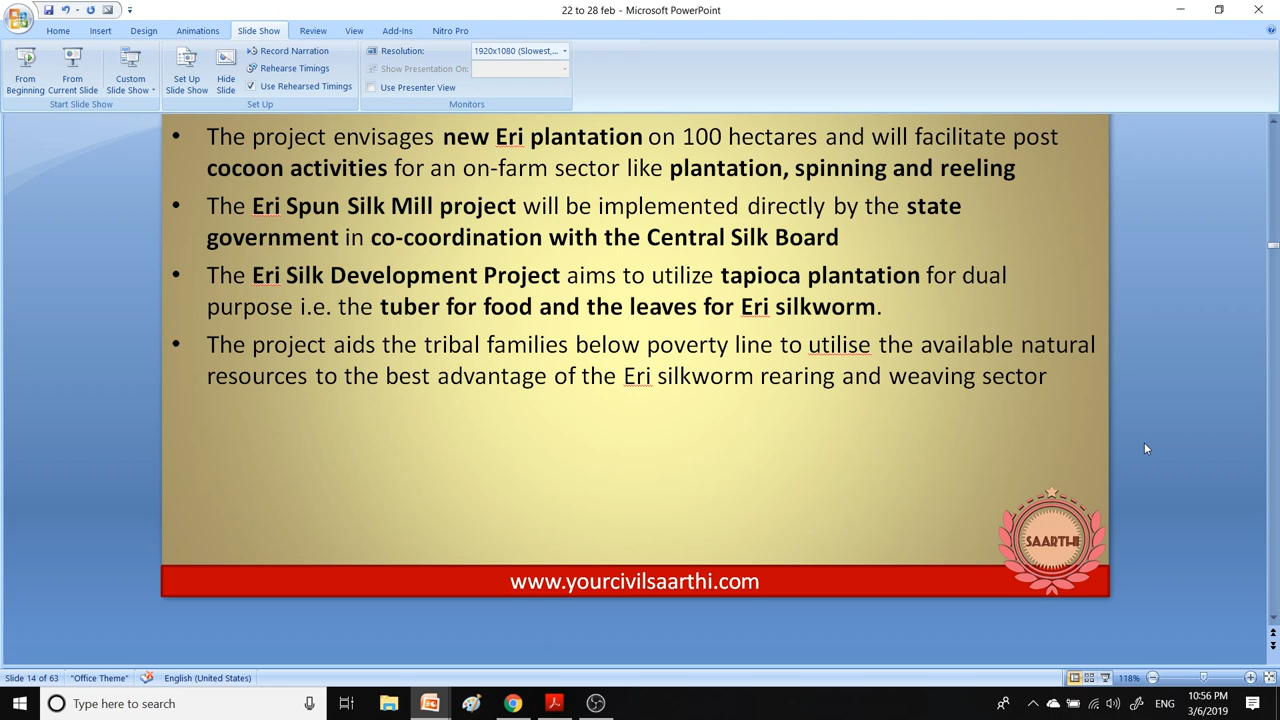 22 to 28 feb - Microsoft PowerPoint
Home Insert Design Animations Slide Show Review View Add-Ins Nitro Pro
From Beginning
From Current Slide
Custom Slide Show
Start Slide Show
Set Up Slide Show
Hide Slide
Record Narration
Rehearse Timings
Use Rehearsed Timings
Set Up
Resolution: 1920x1080 (Slowest,...
Show Presentation On:
Use Presenter View
Monitors
• The project envisages new Eri plantation on 100 hectares and will facilitate post
cocoon activities for an on-farm sector like plantation, spinning and reeling
• The Eri Spun Silk Mill project will be implemented directly by the state
government in co-coordination with the Central Silk Board
• The Eri Silk Development Project aims to utilize tapioca plantation for dual
purpose i.e. the tuber for food and the leaves for Eri silkworm.
• The project aids the tribal families below poverty line to utilise the available natural
resources to the best advantage of the Eri silkworm rearing and weaving sector
SAARTHI
www.yourcivilsaarthi.com
Slide 14 of 63 "Office Theme" English (United States) 118%
Type here to search
ENG
10:56 PM
3/6/2019